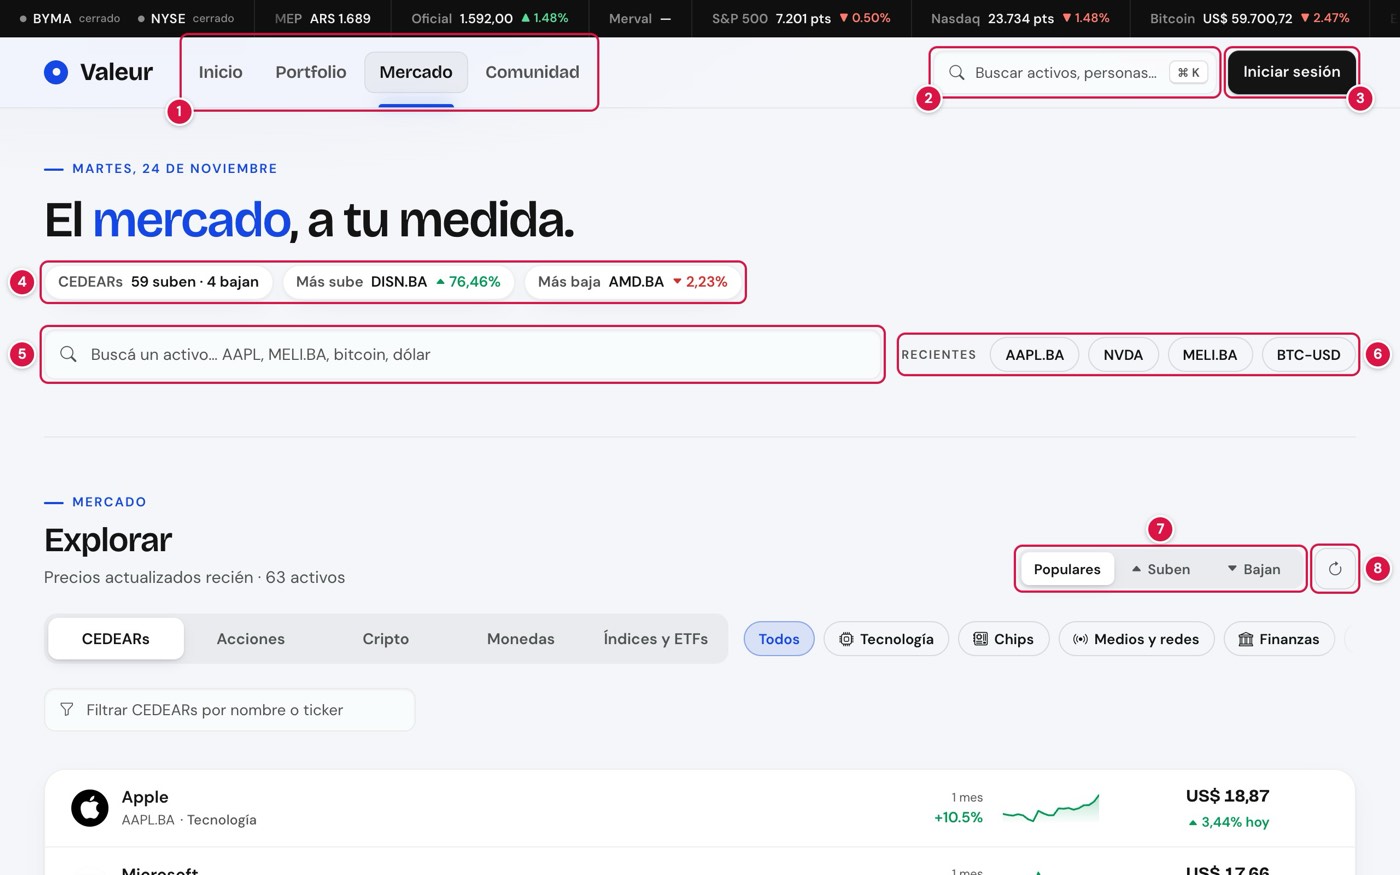 BYMA cerrado NYSE cerrado MEP ARS 1.689 Oficial 1.592,00 ▲ 1.48% Merval — S&P 500 7.201 pts ▼ 0.50% Nasdaq 23.734 pts ▼ 1.48% Bitcoin US$ 59.700,72 ▼ 2.47%
Valeur Inicio Portfolio Mercado Comunidad Buscar activos, personas... ⌘ K Iniciar sesión
1 2 3
MARTES, 24 DE NOVIEMBRE
El mercado, a tu medida.
4 CEDEARs 59 suben · 4 bajan Más sube DISN.BA ▲ 76,46% Más baja AMD.BA ▼ 2,23%
5 Buscá un activo... AAPL, MELI.BA, bitcoin, dólar RECIENTES AAPL.BA NVDA MELI.BA BTC-USD 6
MERCADO
7
Explorar
Populares ▲ Suben ▼ Bajan 8
Precios actualizados recién · 63 activos
CEDEARs Acciones Cripto Monedas Índices y ETFs Todos Tecnología Chips Medios y redes Finanzas
Filtrar CEDEARs por nombre o ticker
Apple 1 mes US$ 18,87
AAPL.BA · Tecnología +10.5% ▲ 3,44% hoy
Microsoft 1 mes US$ 17,66